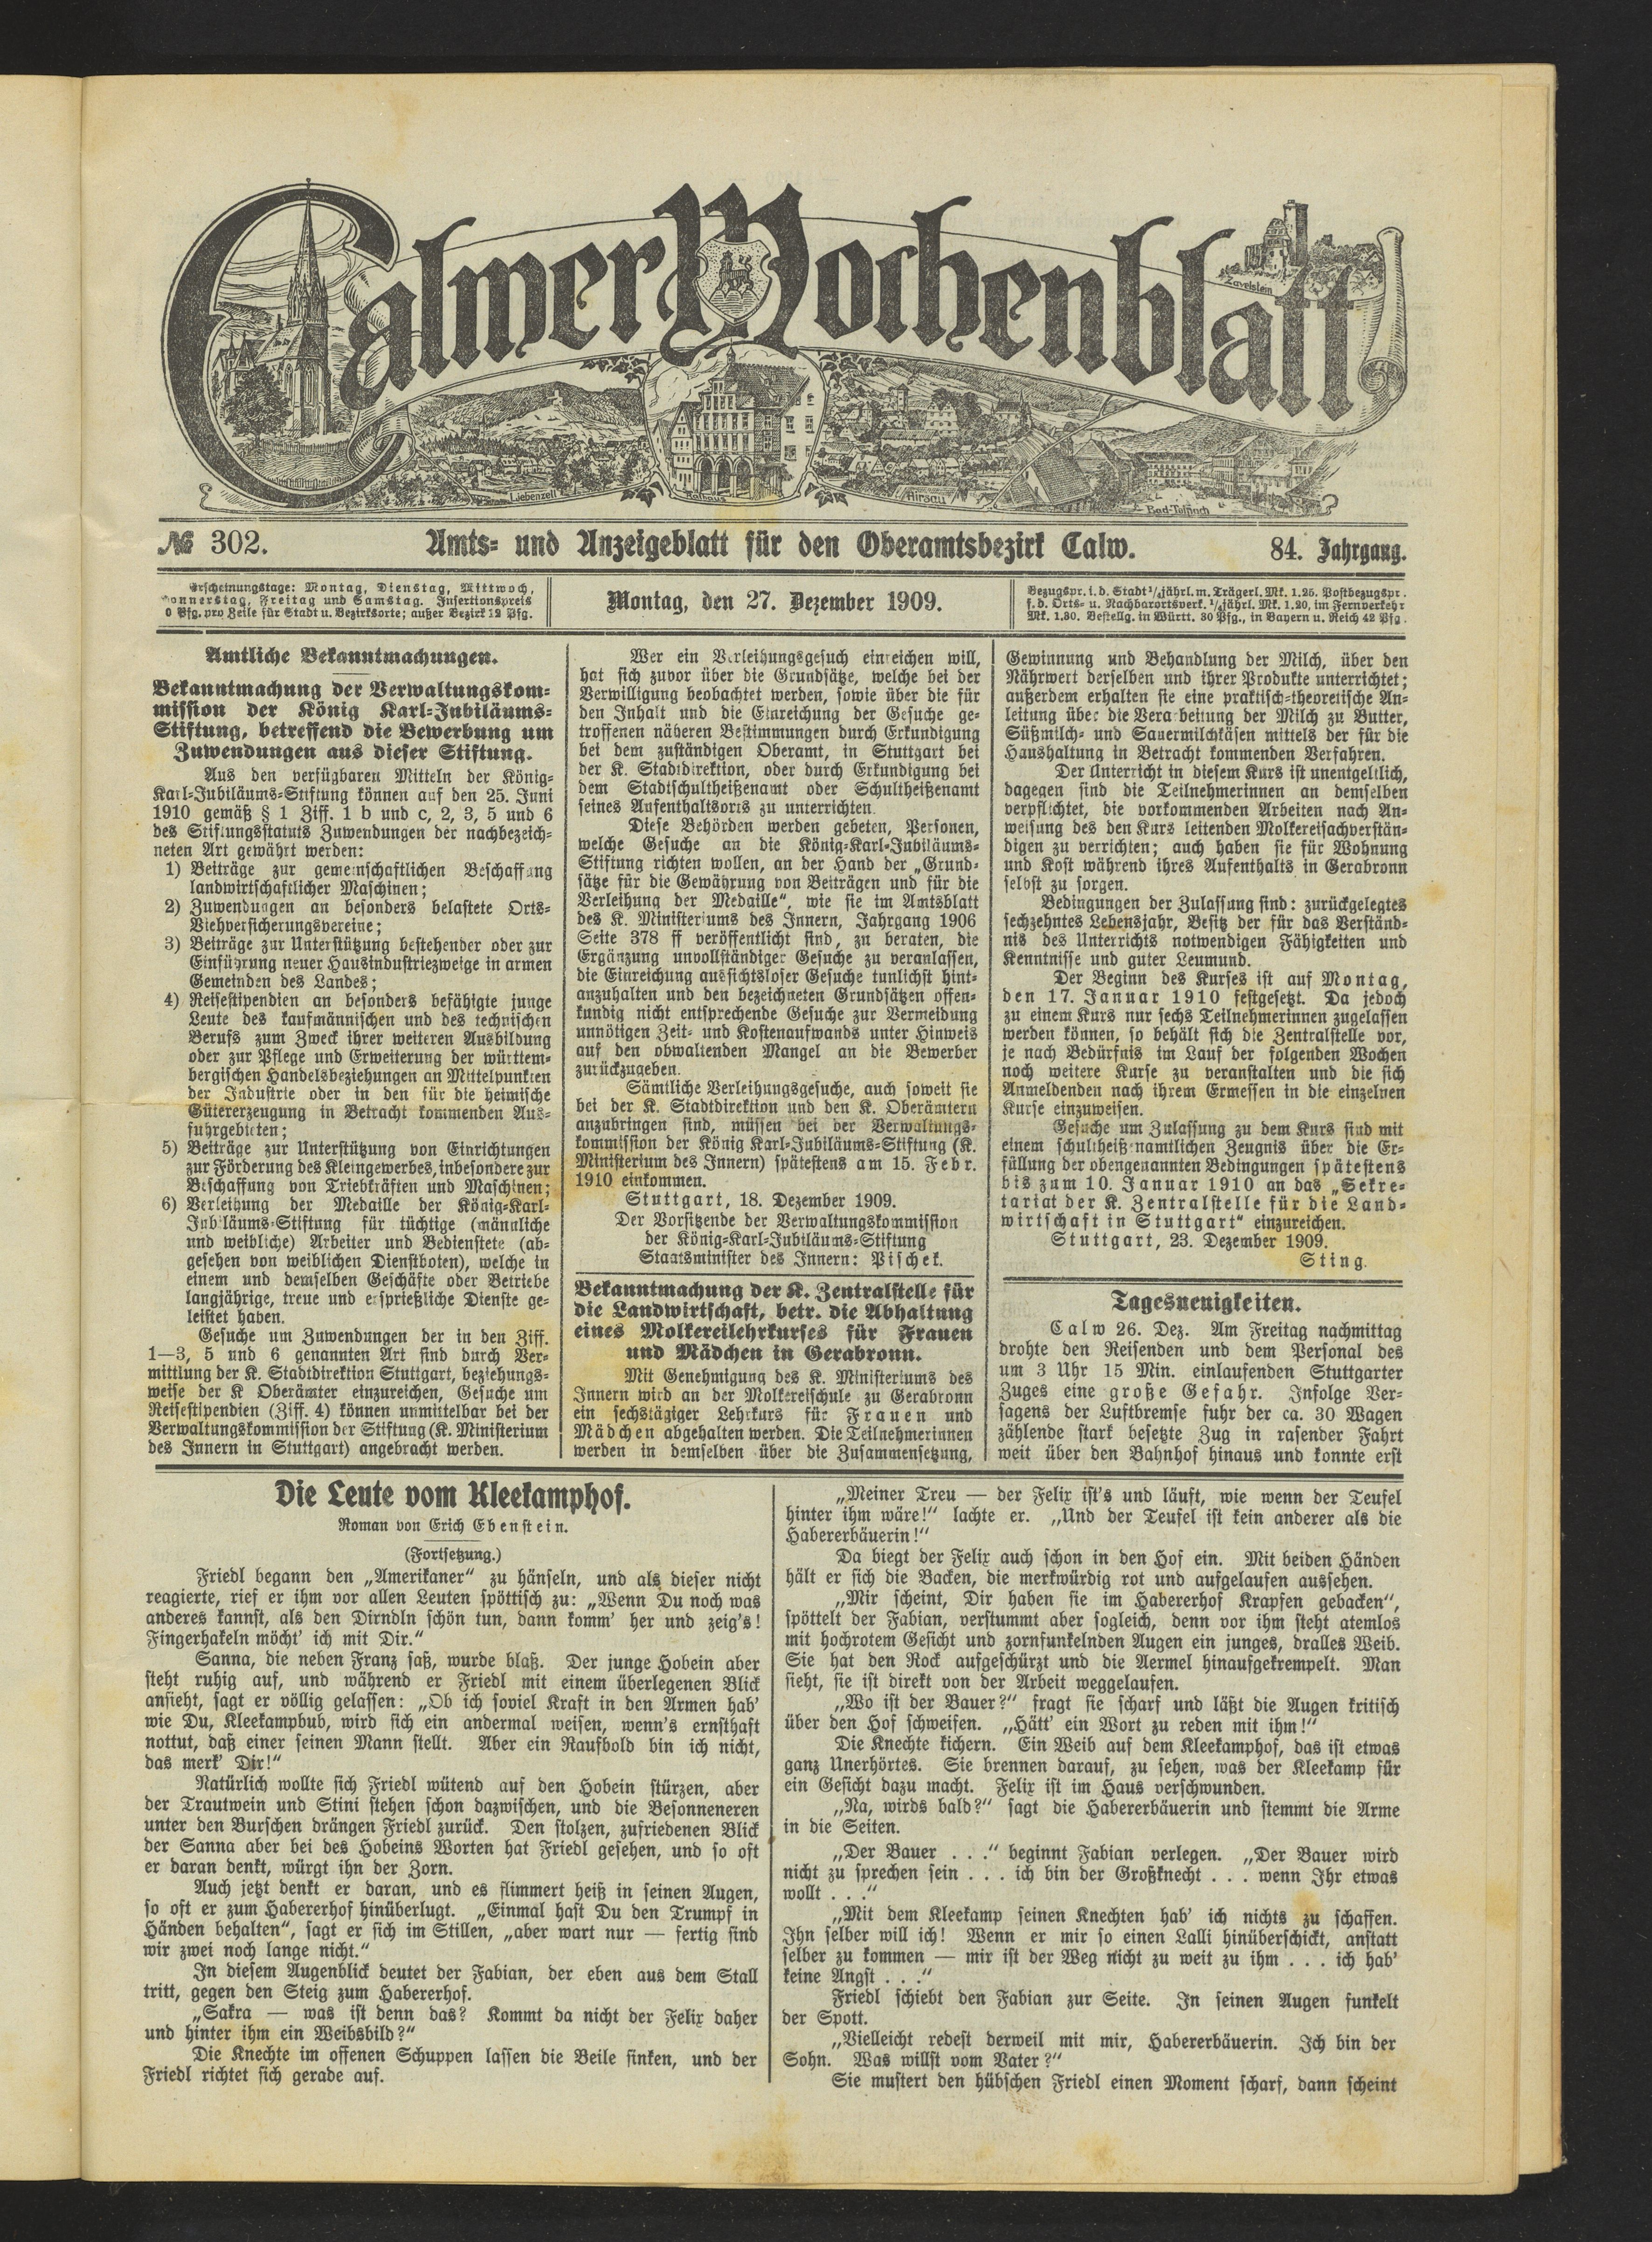 Calwer Wochenblatt
Zavelstein
Liebenzell
Rathaus
Hirsau
Bad-Teinach
№ 302.
Amts- und Anzeigeblatt für den Oberamtsbezirk Calw.
84. Jahrgang.
Erscheinungstage: Montag, Dienstag, Mittwoch,
Donnerstag, Freitag und Samstag. Insertionspreis
0 Pfg. pro Zeile für Stadt u. Bezirksorte; außer Bezirk 12 Pfg.
Montag, den 27. Dezember 1909.
Bezugspr. i. d. Stadt ¹/₄jährl. m. Trägerl. Mk. 1.25. Postbezugspr.
f. d. Orts- u. Nachbarortsverk. ¹/₄jährl. Mk. 1.20, im Fernverkehr
Mk. 1.30. Bestellg. in Württ. 30 Pfg., in Bayern u. Reich 42 Pfg.
Amtliche Bekanntmachungen.
Bekanntmachung der Verwaltungskom-
mission der König Karl-Jubiläums-
Stiftung, betreffend die Bewerbung um
Zuwendungen aus dieser Stiftung.
Aus den verfügbaren Mitteln der König-
Karl-Jubiläums-Stiftung können auf den 25. Juni
1910 gemäß § 1 Ziff. 1 b und c, 2, 3, 5 und 6
des Stiftungsstatuts Zuwendungen der nachbezeich-
neten Art gewährt werden:
1) Beiträge zur gemeinschaftlichen Beschaffung
landwirtschaftlicher Maschinen;
2) Zuwendungen an besonders belastete Orts-
Viehversicherungsvereine;
3) Beiträge zur Unterstützung bestehender oder zur
Einführung neuer Hausindustriezweige in armen
Gemeinden des Landes;
4) Reisestipendien an besonders befähigte junge
Leute des kaufmännischen und des technischen
Berufs zum Zweck ihrer weiteren Ausbildung
oder zur Pflege und Erweiterung der württem-
bergischen Handelsbeziehungen an Mittelpunkten
der Industrie oder in den für die heimische
Gütererzeugung in Betracht kommenden Aus-
fuhrgebieten;
5) Beiträge zur Unterstützung von Einrichtungen
zur Förderung des Kleingewerbes, inbesondere zur
Beschaffung von Triebkräften und Maschinen;
6) Verleihung der Medaille der König-Karl-
Jubiläums-Stiftung für tüchtige (männliche
und weibliche) Arbeiter und Bedienstete (ab-
gesehen von weiblichen Dienstboten), welche in
einem und demselben Geschäfte oder Betriebe
langjährige, treue und ersprießliche Dienste ge-
leistet haben.
Gesuche um Zuwendungen der in den Ziff.
1—3, 5 und 6 genannten Art sind durch Ver-
mittlung der K. Stadtdirektion Stuttgart, beziehungs-
weise der K Oberämter einzureichen, Gesuche um
Reisestipendien (Ziff. 4) können unmittelbar bei der
Verwaltungskommission der Stiftung (K. Ministerium
des Innern in Stuttgart) angebracht werden.
Wer ein Verleihungsgesuch einreichen will,
hat sich zuvor über die Grundsätze, welche bei der
Verwilligung beobachtet werden, sowie über die für
den Inhalt und die Einreichung der Gesuche ge-
troffenen näheren Bestimmungen durch Erkundigung
bei dem zuständigen Oberamt, in Stuttgart bei
der K. Stadtdirektion, oder durch Erkundigung bei
dem Stadtschultheißenamt oder Schultheißenamt
seines Aufenthaltsorts zu unterrichten.
Diese Behörden werden gebeten, Personen,
welche Gesuche an die König-Karl-Jubiläums-
Stiftung richten wollen, an der Hand der „Grund-
sätze für die Gewährung von Beiträgen und für die
Verleihung der Medaille“, wie sie im Amtsblatt
des K. Ministeriums des Innern, Jahrgang 1906
Seite 378 ff veröffentlicht sind, zu beraten, die
Ergänzung unvollständiger Gesuche zu veranlassen,
die Einreichung aussichtsloser Gesuche tunlichst hint-
anzuhalten und den bezeichneten Grundsätzen offen-
kundig nicht entsprechende Gesuche zur Vermeidung
unnötigen Zeit- und Kostenaufwands unter Hinweis
auf den obwaltenden Mangel an die Bewerber
zurückzugeben.
Sämtliche Verleihungsgesuche, auch soweit sie
bei der K. Stadtdirektion und den K. Oberämtern
anzubringen sind, müssen bei der Verwaltungs-
kommission der König Karl-Jubiläums-Stiftung (K.
Ministerium des Innern) spätestens am 15. Febr.
1910 einkommen.
Stuttgart, 18. Dezember 1909.
Der Vorsitzende der Verwaltungskommission
der König-Karl-Jubiläums-Stiftung
Staatsminister des Innern: Pischek.
Bekanntmachung der K. Zentralstelle für
die Landwirtschaft, betr. die Abhaltung
eines Molkereilehrkurses für Frauen
und Mädchen in Gerabronn.
Mit Genehmigung des K. Ministeriums des
Innern wird an der Molkereischule zu Gerabronn
ein sechstägiger Lehrkurs für Frauen und
Mädchen abgehalten werden. Die Teilnehmerinnen
werden in demselben über die Zusammensetzung,
Gewinnung und Behandlung der Milch, über den
Nährwert derselben und ihrer Produkte unterrichtet;
außerdem erhalten sie eine praktisch-theoretische An-
leitung über die Verarbeitung der Milch zu Butter,
Süßmilch- und Sauermilchkäsen mittels der für die
Haushaltung in Betracht kommenden Verfahren.
Der Unterricht in diesem Kurs ist unentgeltlich,
dagegen sind die Teilnehmerinnen an demselben
verpflichtet, die vorkommenden Arbeiten nach An-
weisung des den Kurs leitenden Molkereisachverstän-
digen zu verrichten; auch haben sie für Wohnung
und Kost während ihres Aufenthalts in Gerabronn
selbst zu sorgen.
Bedingungen der Zulassung sind: zurückgelegtes
sechzehntes Lebensjahr, Besitz der für das Verständ-
nis des Unterrichts notwendigen Fähigkeiten und
Kenntnisse und guter Leumund.
Der Beginn des Kurses ist auf Montag,
den 17. Januar 1910 festgesetzt. Da jedoch
zu einem Kurs nur sechs Teilnehmerinnen zugelassen
werden können, so behält sich die Zentralstelle vor,
je nach Bedürfnis im Lauf der folgenden Wochen
noch weitere Kurse zu veranstalten und die sich
Anmeldenden nach ihrem Ermessen in die einzelnen
Kurse einzuweisen.
Gesuche um Zulassung zu dem Kurs sind mit
einem schultheißenamtlichen Zeugnis über die Er-
füllung der obengenannten Bedingungen spätestens
bis zum 10. Januar 1910 an das „Sekre-
tariat der K. Zentralstelle für die Land-
wirtschaft in Stuttgart“ einzureichen.
Stuttgart, 23. Dezember 1909.
Sting.
Tagesneuigkeiten.
Calw 26. Dez. Am Freitag nachmittag
drohte den Reisenden und dem Personal des
um 3 Uhr 15 Min. einlaufenden Stuttgarter
Zuges eine große Gefahr. Infolge Ver-
sagens der Luftbremse fuhr der ca. 30 Wagen
zählende stark besetzte Zug in rasender Fahrt
weit über den Bahnhof hinaus und konnte erst
Die Leute vom Kleekamphof.
Roman von Erich Ebenstein.
(Fortsetzung.)
Friedl begann den „Amerikaner“ zu hänseln, und als dieser nicht
reagierte, rief er ihm vor allen Leuten spöttisch zu: „Wenn Du noch was
anderes kannst, als den Dirndln schön tun, dann komm’ her und zeig’s!
Fingerhakeln möcht’ ich mit Dir.“
Sanna, die neben Franz saß, wurde blaß. Der junge Hobein aber
steht ruhig auf, und während er Friedl mit einem überlegenen Blick
ansieht, sagt er völlig gelassen: „Ob ich soviel Kraft in den Armen hab’
wie Du, Kleekampbub, wird sich ein andermal weisen, wenn’s ernsthaft
nottut, daß einer seinen Mann stellt. Aber ein Raufbold bin ich nicht,
das merk’ Dir!“
Natürlich wollte sich Friedl wütend auf den Hobein stürzen, aber
der Trautwein und Stini stehen schon dazwischen, und die Besonneneren
unter den Burschen drängen Friedl zurück. Den stolzen, zufriedenen Blick
der Sanna aber bei des Hobeins Worten hat Friedl gesehen, und so oft
er daran denkt, würgt ihn der Zorn.
Auch jetzt denkt er daran, und es flimmert heiß in seinen Augen,
so oft er zum Habererhof hinüberlugt. „Einmal hast Du den Trumpf in
Händen behalten“, sagt er sich im Stillen, „aber wart nur — fertig sind
wir zwei noch lange nicht.“
In diesem Augenblick deutet der Fabian, der eben aus dem Stall
tritt, gegen den Steig zum Habererhof.
„Sakra — was ist denn das? Kommt da nicht der Felix daher
und hinter ihm ein Weibsbild?“
Die Knechte im offenen Schuppen lassen die Beile sinken, und der
Friedl richtet sich gerade auf.
„Meiner Treu — der Felix ist’s und läuft, wie wenn der Teufel
hinter ihm wäre!“ lachte er. „Und der Teufel ist kein anderer als die
Habererbäuerin!“
Da biegt der Felix auch schon in den Hof ein. Mit beiden Händen
hält er sich die Backen, die merkwürdig rot und aufgelaufen aussehen.
„Mir scheint, Dir haben sie im Habererhof Krapfen gebacken“,
spöttelt der Fabian, verstummt aber sogleich, denn vor ihm steht atemlos
mit hochrotem Gesicht und zornfunkelnden Augen ein junges, dralles Weib.
Sie hat den Rock aufgeschürzt und die Aermel hinaufgekrempelt. Man
sieht, sie ist direkt von der Arbeit weggelaufen.
„Wo ist der Bauer?“ fragt sie scharf und läßt die Augen kritisch
über den Hof schweifen. „Hätt’ ein Wort zu reden mit ihm!“
Die Knechte kichern. Ein Weib auf dem Kleekamphof, das ist etwas
ganz Unerhörtes. Sie brennen darauf, zu sehen, was der Kleekamp für
ein Gesicht dazu macht. Felix ist im Haus verschwunden.
„Na, wirds bald?“ sagt die Habererbäuerin und stemmt die Arme
in die Seiten.
„Der Bauer . . .“ beginnt Fabian verlegen. „Der Bauer wird
nicht zu sprechen sein . . . ich bin der Großknecht . . . wenn Ihr etwas
wollt . . .“
„Mit dem Kleekamp seinen Knechten hab’ ich nichts zu schaffen.
Ihn selber will ich! Wenn er mir so einen Lalli hinüberschickt, anstatt
selber zu kommen — mir ist der Weg nicht zu weit zu ihm . . . ich hab’
keine Angst . . .“
Friedl schiebt den Fabian zur Seite. In seinen Augen funkelt
der Spott.
„Vielleicht redest derweil mit mir, Habererbäuerin. Ich bin der
Sohn. Was willst vom Vater?“
Sie mustert den hübschen Friedl einen Moment scharf, dann scheint